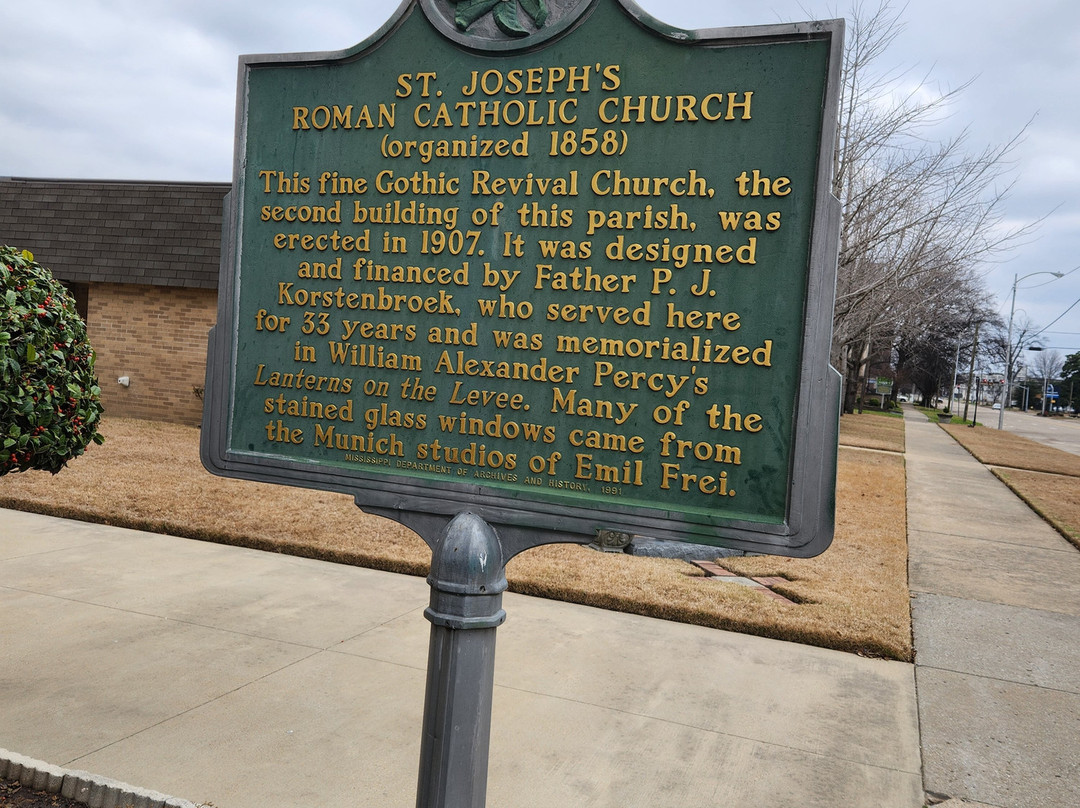 ST. JOSEPH'S
ROMAN CATHOLIC CHURCH
(organized 1858)
This fine Gothic Revival Church, the
second building of this parish, was
erected in 1907. It was designed
and financed by Father P. J.
Korstenbroek, who served here
for 33 years and was memorialized
in William Alexander Percy's
Lanterns on the Levee. Many of the
stained glass windows came from
the Munich studios of Emil Frei.
MISSISSIPPI DEPARTMENT OF ARCHIVES AND HISTORY, 1991